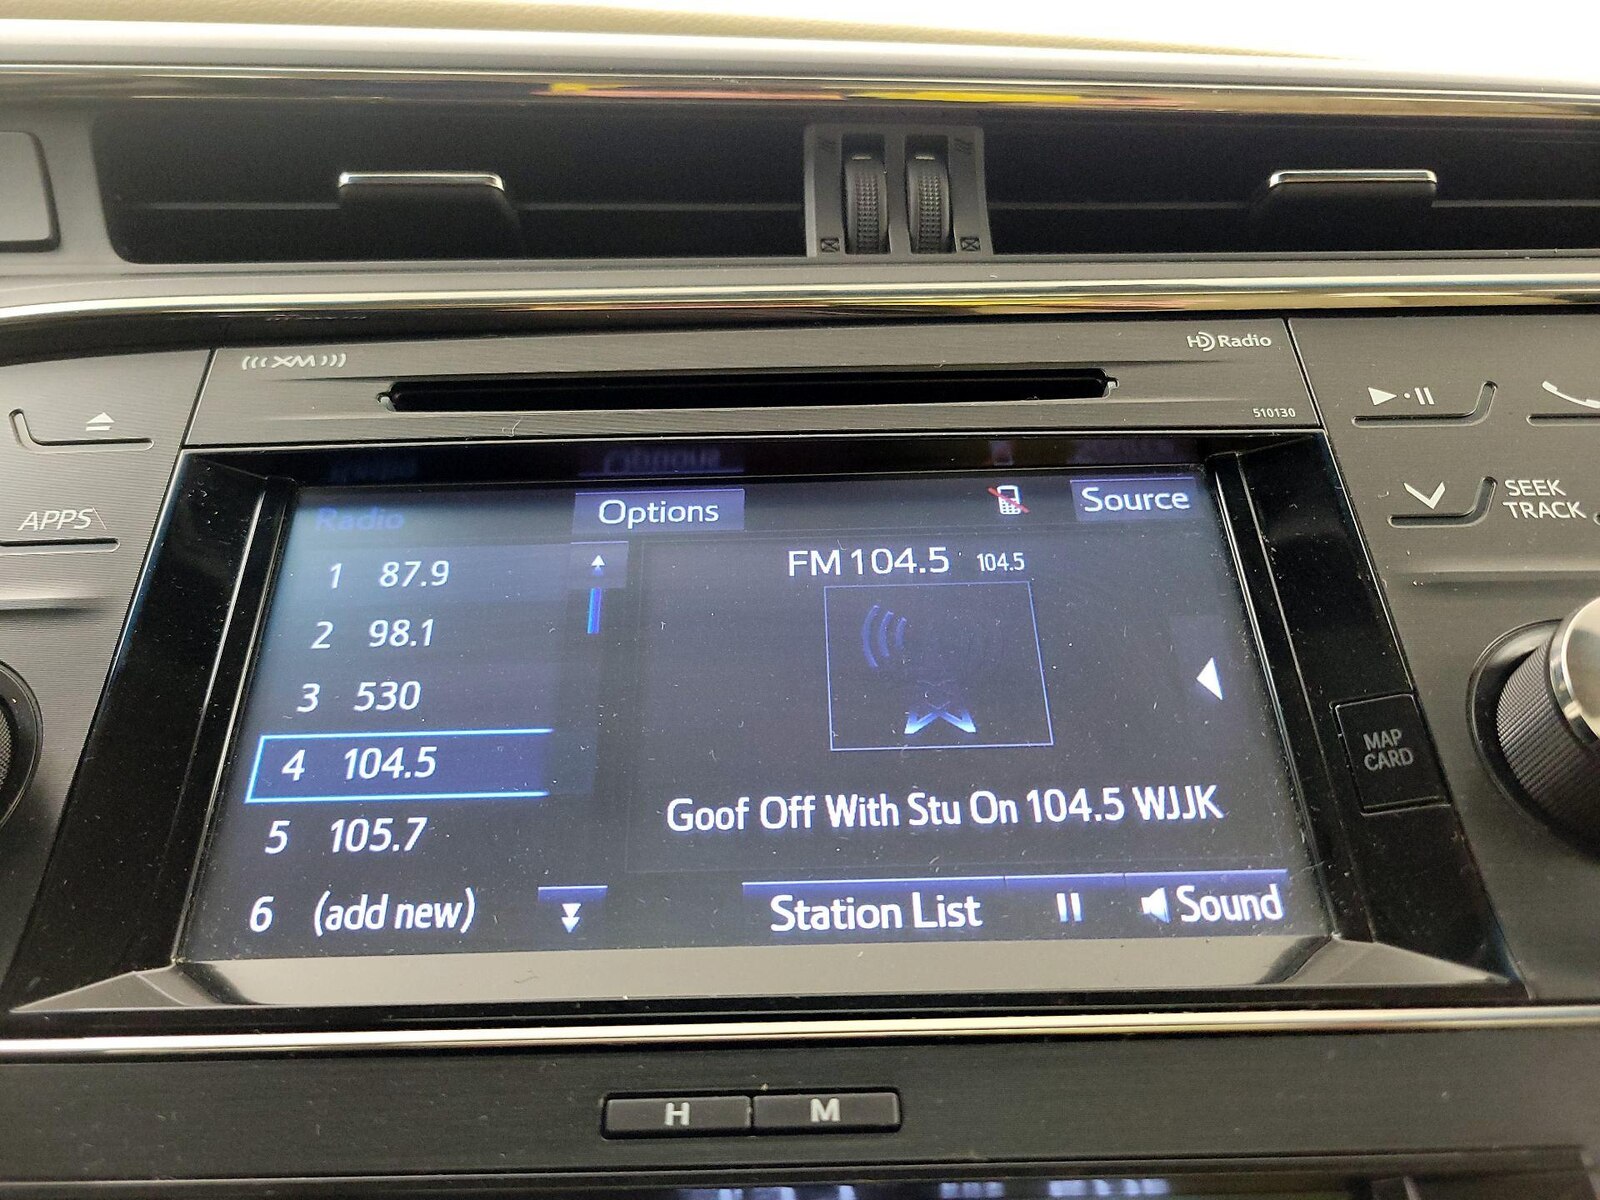 XM
HD Radio
510130
APPS
SEEK
TRACK
Radio
Options
Source
1 87.9
2 98.1
3 530
4 104.5
5 105.7
6 (add new)
FM 104.5 104.5
Goof Off With Stu On 104.5 WJJK
Station List
Sound
MAP
CARD
H
M